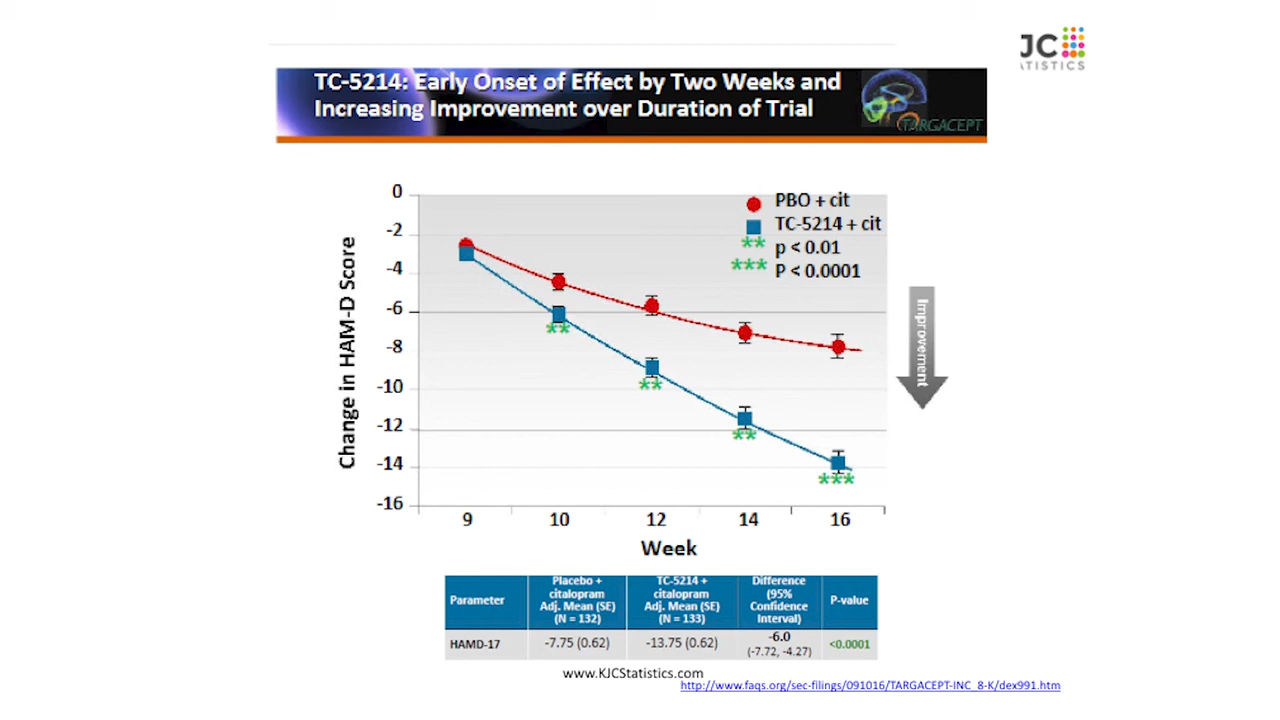 JC
ATISTICS
TC-5214: Early Onset of Effect by Two Weeks and
Increasing Improvement over Duration of Trial
TARGACEPT
0
-2
-4
-6
-8
-10
-12
-14
-16
Change in HAM-D Score
PBO + cit
TC-5214 + cit
** p < 0.01
*** P < 0.0001
**
**
**
***
Improvement
9 10 12 14 16
Week
Parameter
Placebo +
citalopram
Adj. Mean (SE)
(N = 132)
TC-5214 +
citalopram
Adj. Mean (SE)
(N = 133)
Difference
(95%
Confidence
Interval)
P-value
HAMD-17
-7.75 (0.62)
-13.75 (0.62)
-6.0
(-7.72, -4.27)
<0.0001
www.KJCStatistics.com
http://www.faqs.org/sec-filings/091016/TARGACEPT-INC_8-K/dex991.htm